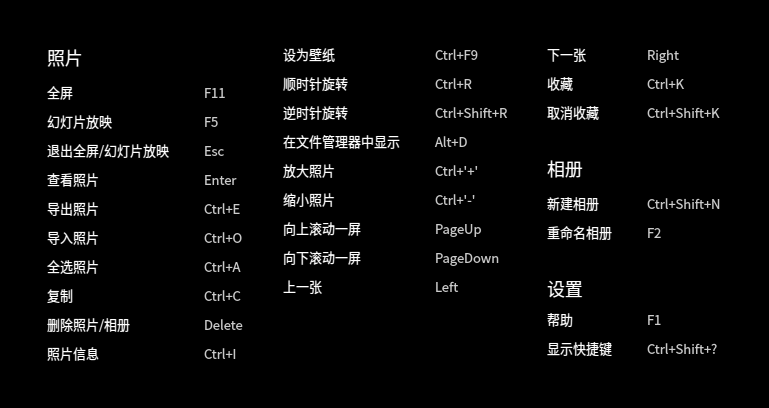 照片
全屏 F11
幻灯片放映 F5
退出全屏/幻灯片放映 Esc
查看照片 Enter
导出照片 Ctrl+E
导入照片 Ctrl+O
全选照片 Ctrl+A
复制 Ctrl+C
删除照片/相册 Delete
照片信息 Ctrl+I
设为壁纸 Ctrl+F9
顺时针旋转 Ctrl+R
逆时针旋转 Ctrl+Shift+R
在文件管理器中显示 Alt+D
放大照片 Ctrl+'+'
缩小照片 Ctrl+'-'
向上滚动一屏 PageUp
向下滚动一屏 PageDown
上一张 Left
下一张 Right
收藏 Ctrl+K
取消收藏 Ctrl+Shift+K
相册
新建相册 Ctrl+Shift+N
重命名相册 F2
设置
帮助 F1
显示快捷键 Ctrl+Shift+?